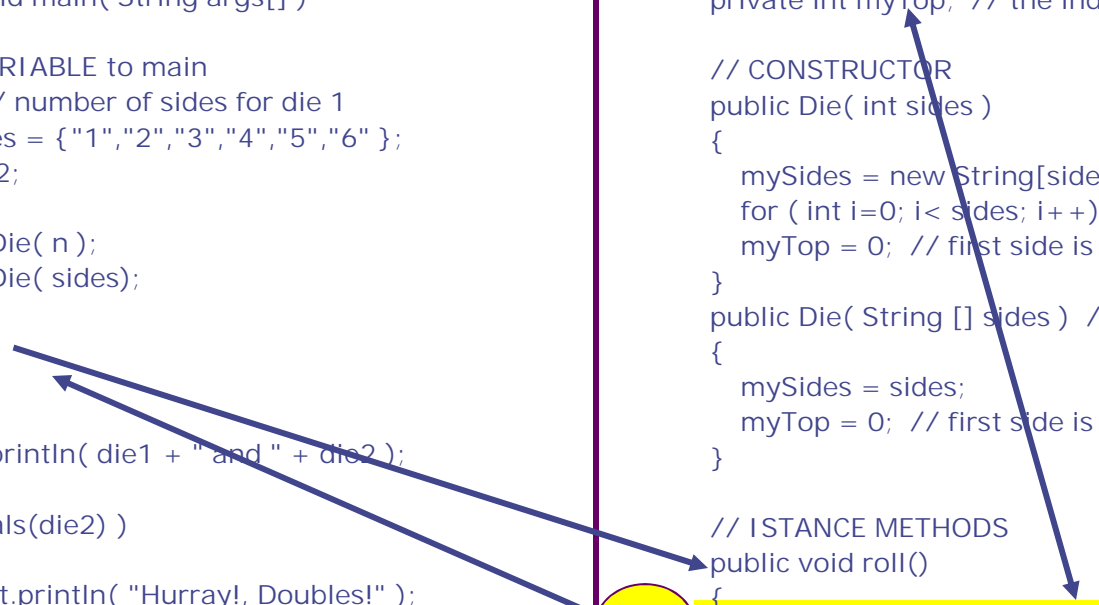 main( String args[] )
RIABLE to main
/ number of sides for die 1
s = {"1","2","3","4","5","6" };
2;
Die( n );
Die( sides);
println( die1 + " and " + die2 );
ls(die2) )
t.println( "Hurray!, Doubles!" );
private int myTop; // the ind
// CONSTRUCTOR
public Die( int sides )
{
mySides = new String[side
for ( int i=0; i< sides; i++)
myTop = 0; // first side is
}
public Die( String [] sides ) /
{
mySides = sides;
myTop = 0; // first side is
}
// ISTANCE METHODS
public void roll()
{